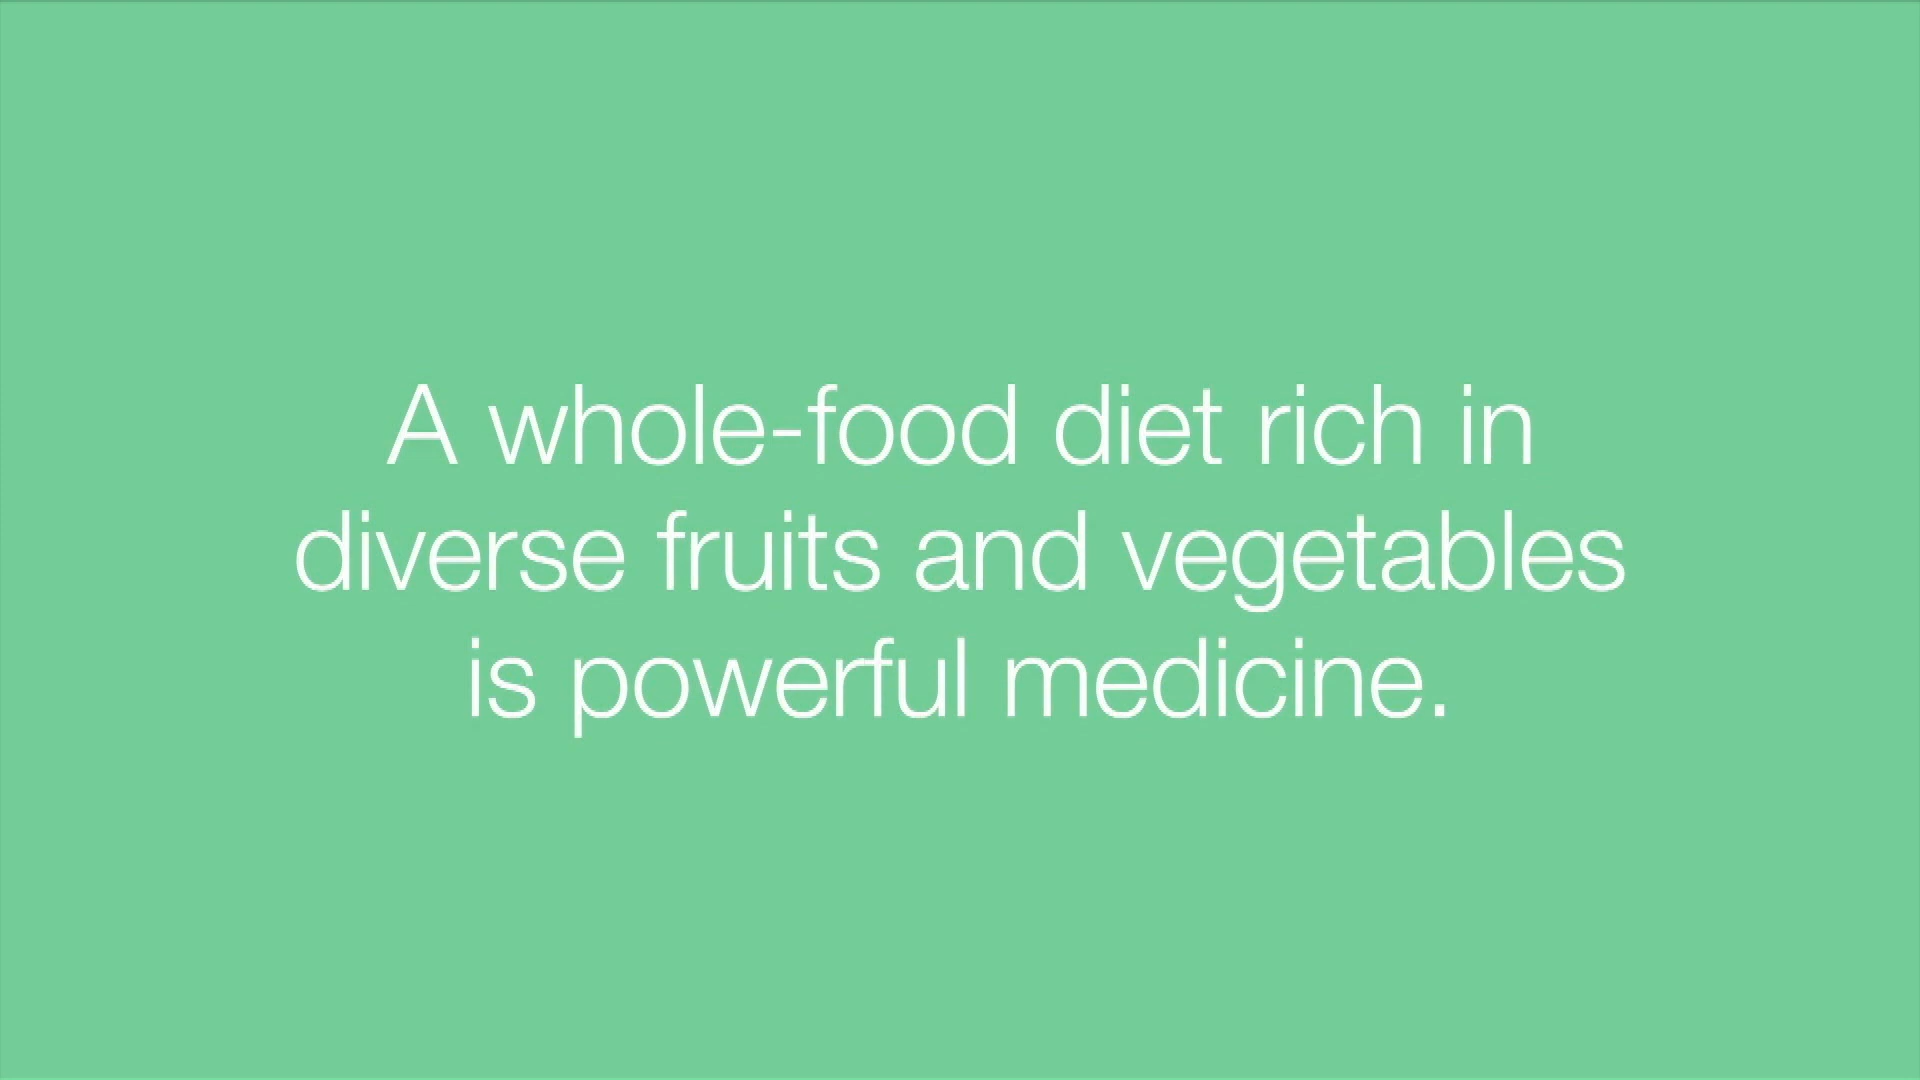 A whole-food diet rich in
diverse fruits and vegetables
is powerful medicine.